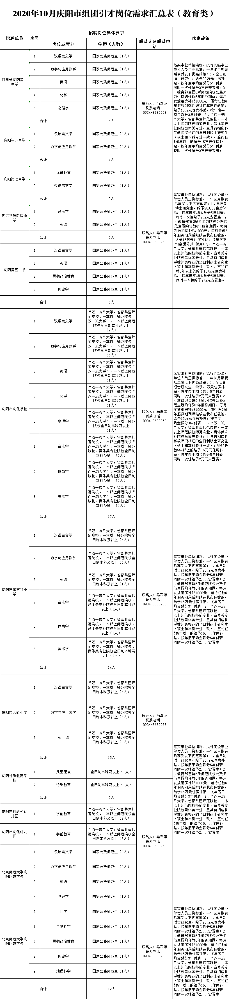 2020年10月庆阳市组团引才岗位需求汇总表（教育类）
招聘单位
序号
招聘岗位具体要求
优惠政策
岗位或专业
学历（人数）
联系人及联系电
话
甘肃省庆阳第一
中学
1
汉语言文学
国家公费师范生（1人）
2
数学与应用数学
国家公费师范生（1人）
3
英语
国家公费师范生（1人）
4
化学
国家公费师范生（1人）
5
物理学
国家公费师范生（1人）
合计
5人
庆阳第六中学
1
汉语言文学
国家公费师范生（2人）
2
数学与应用数学
国家公费师范生（2人）
合计
4人
联系人：马翠萍
联系电话：
0934-8680263
落实事业单位编制，执行同级事业
单位人员工资标准，一年试用期满
后享受以下优惠政策：1、全日制
博士研究生，给予20万元住房补
贴，按年度平均金额分5年付清，
同时一次性给予2万元安置费；2
、教育部直属6所师范院校公费师
范生履约任教6年服务期间，每月
发放租房补贴1000元，履行任教6
年服务期满后继续在我市任教的，
给予15万元住房补贴，按年度平
均金额分3年付清；3、“双一流
”大学，省部共建师范院校、一本
以上师范院校师范专业、音体美专
业院校音体美专业，且具有相应科
学教师资格证的全日制硕士研究生
（硕士和本科专业一致），签约任
教5年以上的给予15万元住房补
贴，按年度平均金额分5年付清，
现时一次性给予2万元安置费。
庆阳第七中学
1
体育教育
国家公费师范生（1人）
2
汉语言文学
国家公费师范生（1人）
合计
2人
陇东学院附属中
学
1
音乐学
国家公费师范生（1人）
2
英语
国家公费师范生（1人）
合计
2人
庆阳第五中学
1
汉语言文学
国家公费师范生（1人）
2
英语
国家公费师范生（1人）
3
思想政治教育
国家公费师范生（1人）
4
历史学
国家公费师范生（1人）
合计
4人
联系人：马翠萍
联系电话：
0934-8680263
落实事业单位编制，执行同级事业
单位人员工资标准，一年试用期满
后享受以下优惠政策：1、全日制
博士研究生，给予20万元住房补
贴，按年度平均金额分5年付清，
同时一次性给予2万元安置费；2
、教育部直属6所师范院校公费师
范生履约任教6年服务期间，每月
发放租房补贴1000元，履行任教6
年服务期满后继续在我市任教的，
给予15万元住房补贴，按年度平
均金额分3年付清；3、“双一流
”大学，省部共建师范院校、一本
以上师范院校师范专业、音体美专
业院校音体美专业，且具有相应科
学教师资格证的全日制硕士研究生
（硕士和本科专业一致），签约任
教5年以上的给予15万元住房补
贴，按年度平均金额分5年付清，
同时一次性给予2万元安置费。
庆阳市庆化学校
1
汉语言文学
“双一流”大学，省部共建师
范院校、一本以上师范院校“
双一流大学”、一本以上师范
院校全日制本科及以上
（7人）
2
数学与应用数学
“双一流”大学，省部共建师
范院校、一本以上师范院校“
双一流大学”、一本以上师范
院校全日制本科及以上
（4人）
3
英语
“双一流”大学，省部共建师
范院校、一本以上师范院校“
双一流大学”、一本以上师范
院校全日制本科及以上
（1人）
4
化学
“双一流”大学，省部共建师
范院校、一本以上师范院校“
双一流大学”、一本以上师范
院校全日制本科及以上
（1人）
5
物理学
“双一流”大学，省部共建师
范院校、一本以上师范院校“
双一流大学”、一本以上师范
院校全日制本科及以上
（1人）
6
音乐学
“双一流”大学，省部共建师
范院校、一本以上师范院校“
双一流大学”、一本以上师范
院校、音体美专业院校全日制
本科及以上（1人）
7
体育学
“双一流”大学，省部共建师
范院校、一本以上师范院校“
双一流大学”、一本以上师范
院校、音体美专业院校全日制
本科及以上（1人）
8
美术学
“双一流”大学，省部共建师
范院校、一本以上师范院校“
双一流大学”、一本以上师范
院校、音体美专业院校全日制
本科及以上（1人）
合计
17人
联系人：马翠萍
联系电话：
0934-8680263
落实事业单位编制，执行同级事业
单位人员工资标准，一年试用期满
后享受以下优惠政策：1、全日制
博士研究生，给予20万元住房补
贴，按年度平均金额分5年付清，
同时一次性给予2万元安置费；2
、教育部直属6所师范院校公费师
范生履约任教6年服务期间，每月
发放租房补贴1000元，履行任教6
年服务期满后继续在我市任教的，
给予15万元住房补贴，按年度平
均金额分3年付清；3、“双一流
”大学，省部共建师范院校、一本
以上师范院校师范专业、音体美专
业院校音体美专业，且具有相应科
学教师资格证的全日制硕士研究生
（硕士和本科专业一致），签约任
教5年以上的给予15万元住房补
贴，按年度平均金额分5年付清，
同时一次性给予2万元安置费。
庆阳市东方红小
学
1
汉语言文学
“双一流”大学，省部共建师
范院校、一本以上师范院校全
日制本科及以上（5人）
2
数学与应用数学
“双一流”大学，省部共建师
范院校、一本以上师范院校全
日制本科及以上（5人）
3
英语
“双一流”大学，省部共建师
范院校、一本以上师范院校全
日制本科及以上（1人）
4
音乐学
“双一流”大学，省部共建师
范院校、一本以上师范院校、
音体美专业院校全日制本科及
以上（1人）
5
体育学
“双一流”大学，省部共建师
范院校、一本以上师范院校、
音体美专业院校全日制本科及
以上（1人）
6
美术学
“双一流”大学，省部共建师
范院校、一本以上师范院校、
音体美专业院校全日制本科及
以上（1人）
合计
14人
联系人：马翠萍
联系电话：
0934-8680263
落实事业单位编制，执行同级事业
单位人员工资标准，一年试用期满
后享受以下优惠政策：1、全日制
博士研究生，给予20万元住房补
贴，按年度平均金额分5年付清，
同时一次性给予2万元安置费；2
、教育部直属6所师范院校公费师
范生履约任教6年服务期间，每月
发放租房补贴1000元，履行任教6
年服务期满后继续在我市任教的，
给予15万元住房补贴，按年度平
均金额分3年付清；3、“双一流
”大学，省部共建师范院校、一本
以上师范院校师范专业、音体美专
业院校音体美专业，且具有相应科
学教师资格证的全日制硕士研究生
（硕士和本科专业一致），签约任
教5年以上的给予15万元住房补
贴，按年度平均金额分5年付清，
同时一次性给予2万元安置费。
庆阳市实验小学
1
汉语言文学
“双一流”大学，省部共建师
范院校、一本以上师范院校全
日制本科及以上（6人）
2
数学与应用数学
“双一流”大学，省部共建师
范院校、一本以上师范院校全
日制本科及以上（6人）
3
英　语
“双一流”大学，省部共建师
范院校、一本以上师范院校全
日制本科及以上（3人）
合计
15人
联系人：马翠萍
联系电话：
0934-8680263
庆阳特殊教育学
校
1
儿童康复
全日制本科及以上（1人）
2
特殊教育
全日制本科及以上（1人）
合计
2人
庆阳市科教苑幼
儿园
1
学前教育
“双一流”大学，省部共建师
范院校、一本以上师范院校全
日制本科及以上（8人）
庆阳市庆化幼儿
园
1
学前教育
“双一流”大学，省部共建师
范院校、一本以上师范院校全
日制本科及以上（8人）
北京师范大学庆
阳附属学校
1
汉语言文学
国家公费师范生（2人）
2
数学与应用数学
国家公费师范生（2人）
3
英语
国家公费师范生（2人）
4
物理学
国家公费师范生（1人）
联系人：马翠萍
联系电话：
0934-8680263
落实事业单位编制，执行同级事业
单位人员工资标准，一年试用期满
后享受以下优惠政策：1、全日制
博士研究生，给予20万元住房补
贴，按年度平均金额分5年付清，
同时一次性给予2万元安置费；2
、教育部直属6所师范院校公费师
范生履约任教6年服务期间，每月
发放租房补贴1000元，履行任教6
年服务期满后继续在我市任教的，
给予15万元住房补贴，按年度平
均金额分3年付清；3、“双一流
”大学，省部共建师范院校、一本
以上师范院校师范专业、音体美专
业院校音体美专业，且具有相应科
学教师资格证的全日制硕士研究生
（硕士和本科专业一致），签约任
教5年以上的给予15万元住房补
贴，按年度平均金额分5年付清，
同时一次性给予2万元安置费。
北京师范大学庆
阳附属学校
5
化学
国家公费师范生（1人）
6
生物科学
国家公费师范生（1人）
7
思想政治教育
国家公费师范生（1人）
8
历史学
国家公费师范生（1人）
9
地理科学
国家公费师范生（1人）
合计
12人
联系人：马翠萍
联系电话：
0934-8680263
落实事业单位编制，执行同级事业
单位人员工资标准，一年试用期满
后享受以下优惠政策：1、全日制
博士研究生，给予20万元住房补
贴，按年度平均金额分5年付清，
同时一次性给予2万元安置费；2
、教育部直属6所师范院校公费师
范生履约任教6年服务期间，每月
发放租房补贴1000元，履行任教6
年服务期满后继续在我市任教的，
给予15万元住房补贴，按年度平
均金额分3年付清；3、“双一流
”大学，省部共建师范院校、一本
以上师范院校师范专业、音体美专
业院校音体美专业，且具有相应科
学教师资格证的全日制硕士研究生
（硕士和本科专业一致），签约任
教5年以上的给予15万元住房补
贴，按年度平均金额分5年付清，
同时一次性给予2万元安置费。